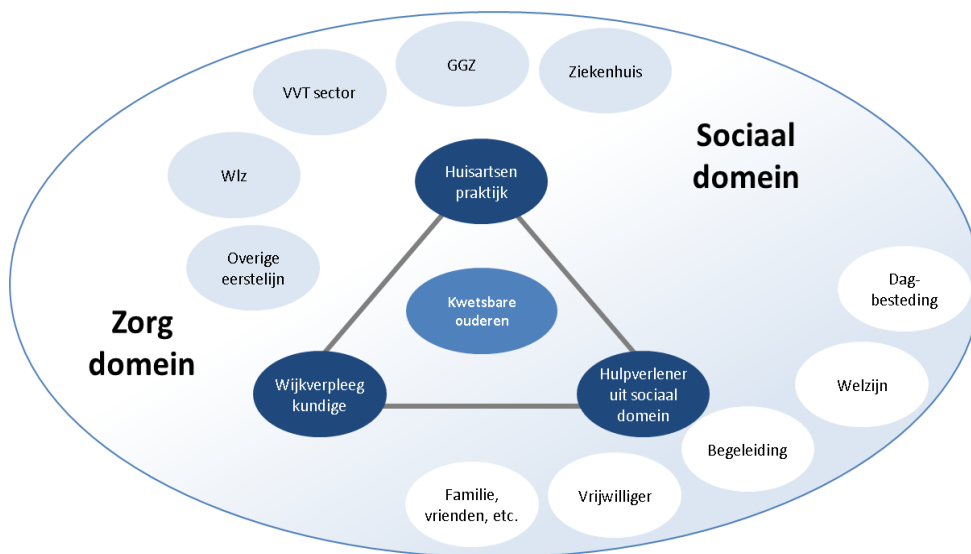 GGZ
Ziekenhuis
VVT sector
Sociaal
domein
Wlz
Huisartsen
praktijk
Overige
eerstelijn
Dag-
besteding
Kwetsbare
ouderen
Zorg
domein
Wijkverpleeg
kundige
Hulpverlener
uit sociaal
domein
Welzijn
Begeleiding
Familie,
vrienden, etc.
Vrijwilliger